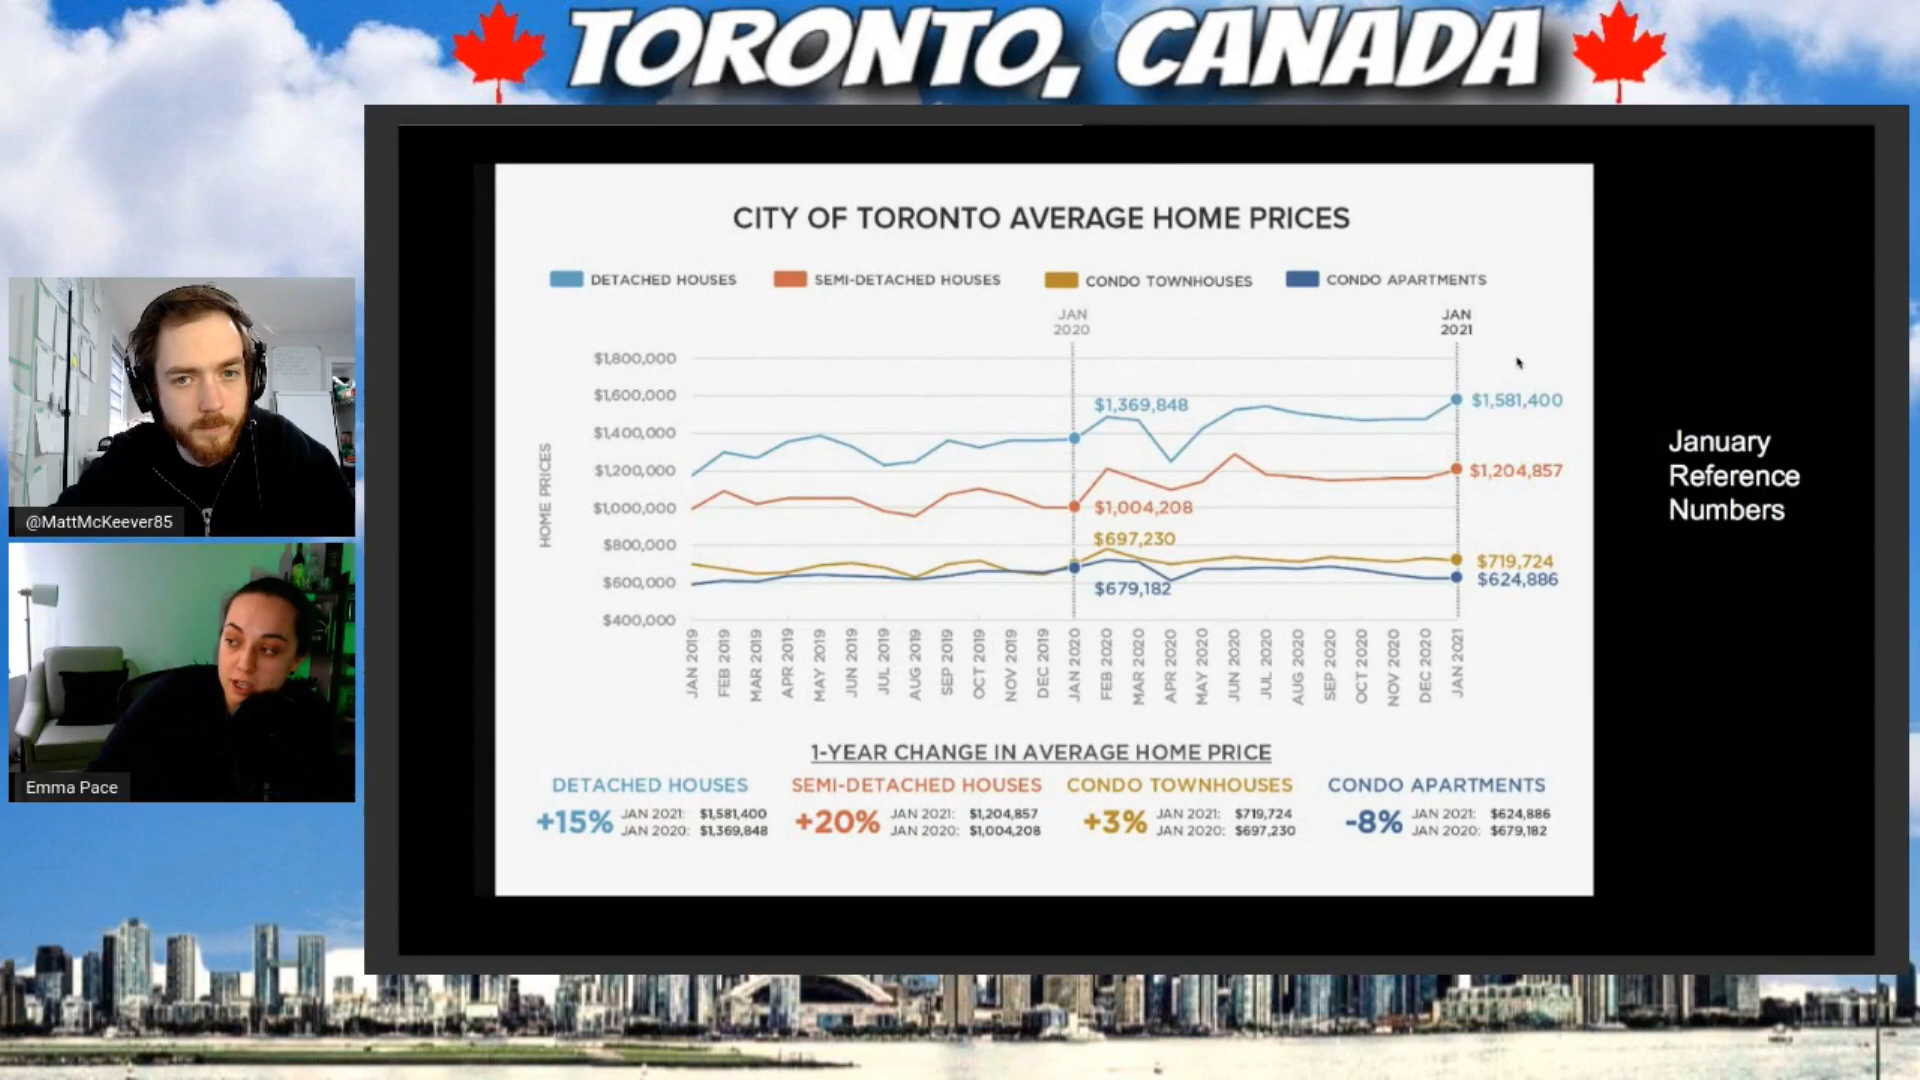 TORONTO, CANADA
CITY OF TORONTO AVERAGE HOME PRICES
DETACHED HOUSES SEMI-DETACHED HOUSES CONDO TOWNHOUSES CONDO APARTMENTS
JAN 2020
JAN 2021
HOME PRICES
$1,800,000
$1,600,000
$1,400,000
$1,200,000
$1,000,000
$800,000
$600,000
$400,000
$1,369,848
$1,581,400
$1,004,208
$1,204,857
$697,230
$719,724
$679,182
$624,886
JAN 2019
FEB 2019
MAR 2019
APR 2019
MAY 2019
JUN 2019
JUL 2019
AUG 2019
SEP 2019
OCT 2019
NOV 2019
DEC 2019
JAN 2020
FEB 2020
MAR 2020
APR 2020
MAY 2020
JUN 2020
JUL 2020
AUG 2020
SEP 2020
OCT 2020
NOV 2020
DEC 2020
JAN 2021
1-YEAR CHANGE IN AVERAGE HOME PRICE
DETACHED HOUSES
+15%
JAN 2021: $1,581,400
JAN 2020: $1,369,848
SEMI-DETACHED HOUSES
+20%
JAN 2021: $1,204,857
JAN 2020: $1,004,208
CONDO TOWNHOUSES
+3%
JAN 2021: $719,724
JAN 2020: $697,230
CONDO APARTMENTS
-8%
JAN 2021: $624,886
JAN 2020: $679,182
January
Reference
Numbers
@MattMcKeever85
Emma Pace